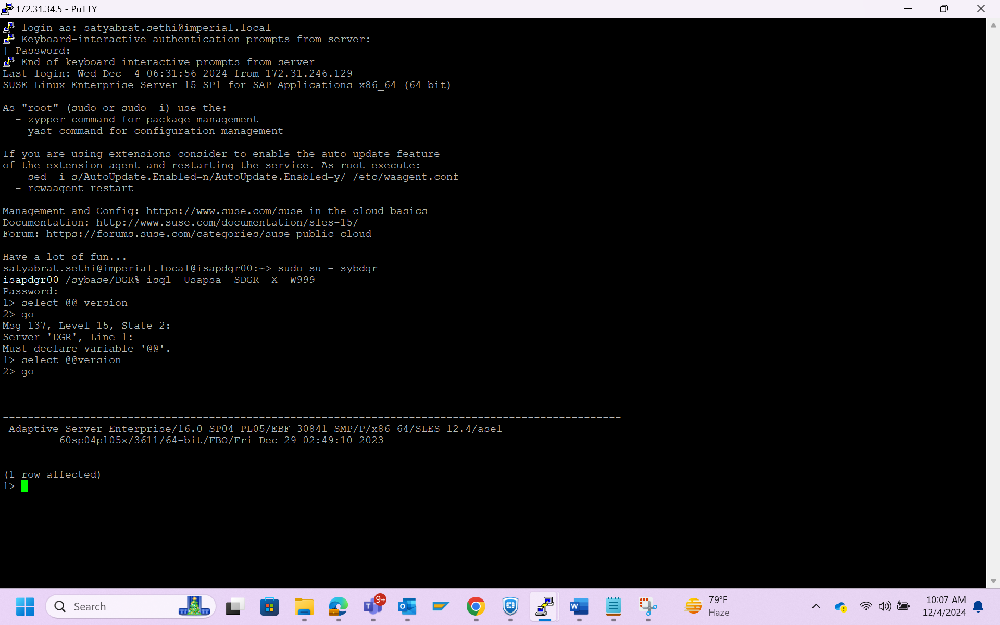 172.31.34.5 - PuTTY
login as: satyabrat.sethi@imperial.local
Keyboard-interactive authentication prompts from server:
| Password:
End of keyboard-interactive prompts from server
Last login: Wed Dec  4 06:31:56 2024 from 172.31.246.129
SUSE Linux Enterprise Server 15 SP1 for SAP Applications x86_64 (64-bit)
As "root" (sudo or sudo -i) use the:
  - zypper command for package management
  - yast command for configuration management
If you are using extensions consider to enable the auto-update feature
of the extension agent and restarting the service. As root execute:
  - sed -i s/AutoUpdate.Enabled=n/AutoUpdate.Enabled=y/ /etc/waagent.conf
  - rcwaagent restart
Management and Config: https://www.suse.com/suse-in-the-cloud-basics
Documentation: http://www.suse.com/documentation/sles-15/
Forum: https://forums.suse.com/categories/suse-public-cloud
Have a lot of fun...
satyabrat.sethi@imperial.local@isapdgr00:~> sudo su - sybdgr
isapdgr00 /sybase/DGR% isql -Usapsa -SDGR -X -W999
Password:
1> select @@ version
2> go
Msg 137, Level 15, State 2:
Server 'DGR', Line 1:
Must declare variable '@@'.
1> select @@version
2> go
------------------------------------------------------------------------------------------------------------------------------------------------------------
---------------------------------------------------------------------------------------------------
Adaptive Server Enterprise/16.0 SP04 PL05/EBF 30841 SMP/P/x86_64/SLES 12.4/ase1
60sp04pl05x/3611/64-bit/FBO/Fri Dec 29 02:49:10 2023
(1 row affected)
1>
Search
9+
79°F
Haze
10:07 AM
12/4/2024